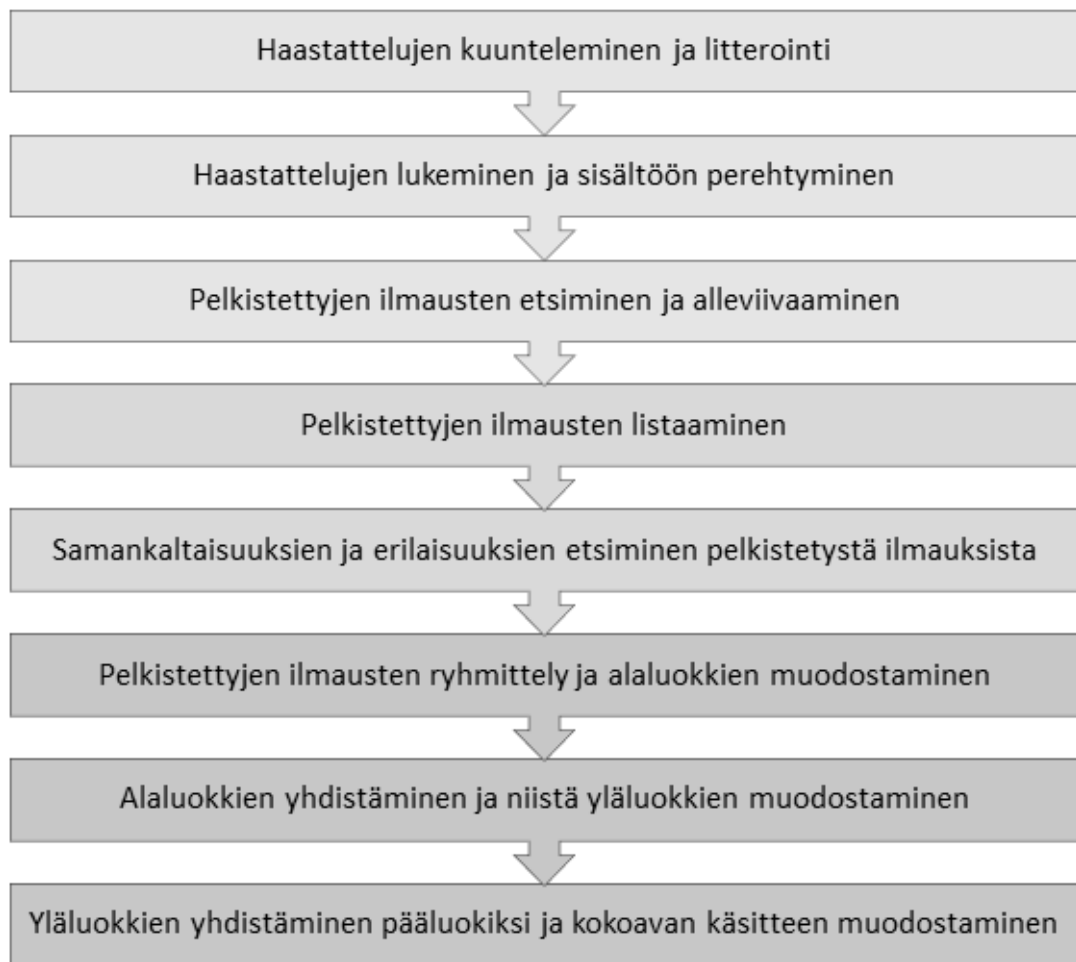 Haastattelujen kuunteleminen ja litterointi
Haastattelujen lukeminen ja sisältöön perehtyminen
Pelkistettyjen ilmausten etsiminen ja alleviivaaminen
Pelkistettyjen ilmausten listaaminen
Samankaltaisuuksien ja erilaisuuksien etsiminen pelkistetystä ilmauksista
Pelkistettyjen ilmausten ryhmittely ja alaluokkien muodostaminen
Alaluokkien yhdistäminen ja niistä yläluokkien muodostaminen
Yläluokkien yhdistäminen pääluokiksi ja kokoavan käsitteen muodostaminen